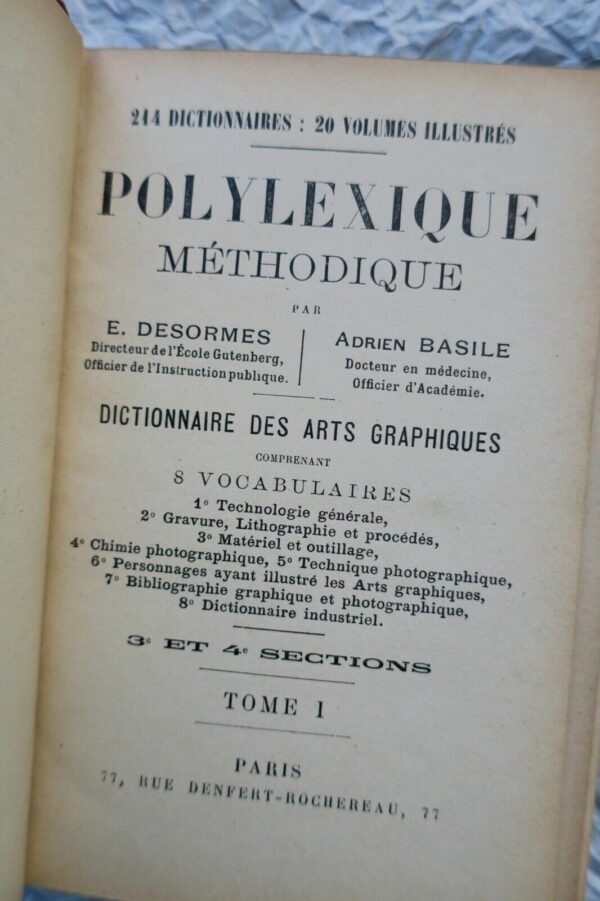 214 DICTIONNAIRES : 20 VOLUMES ILLUSTRÉS
POLYLEXIQUE
MÉTHODIQUE
PAR
E. DESORMES
Directeur de l'École Gutenberg,
Officier de l'Instruction publique.
ADRIEN BASILE
Docteur en médecine,
Officier d'Académie.
DICTIONNAIRE DES ARTS GRAPHIQUES
COMPRENANT
8 VOCABULAIRES
1° Technologie générale,
2° Gravure, Lithographie et procédés,
3° Matériel et outillage,
4° Chimie photographique, 5° Technique photographique,
6° Personnages ayant illustré les Arts graphiques,
7° Bibliographie graphique et photographique,
8° Dictionnaire industriel.
3e ET 4e SECTIONS
TOME I
PARIS
77, RUE DENFERT-ROCHEREAU, 77